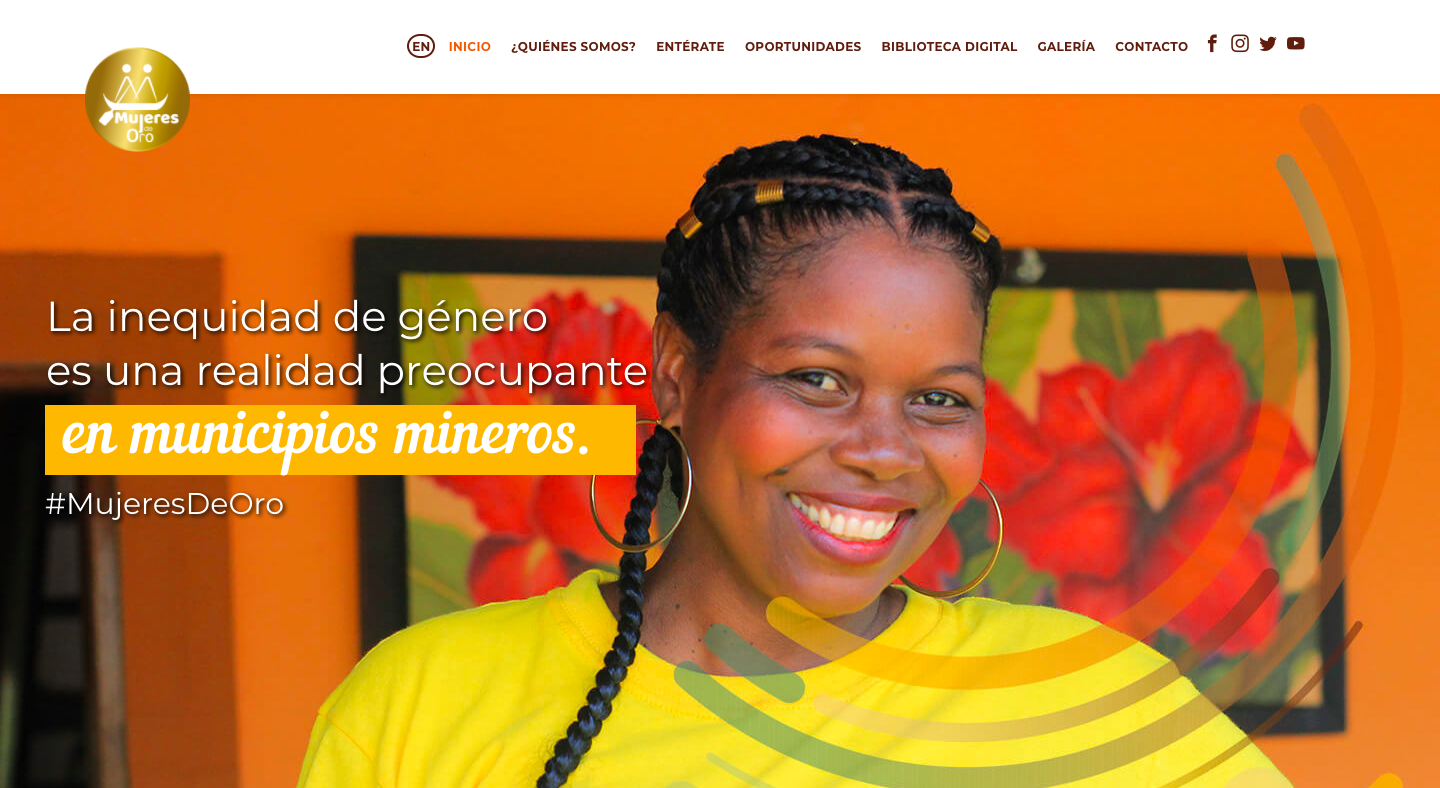 EN INICIO ¿QUIÉNES SOMOS? ENTÉRATE OPORTUNIDADES BIBLIOTECA DIGITAL GALERÍA CONTACTO
Mujeres
de
Oro
La inequidad de género
es una realidad preocupante
en municipios mineros.
#MujeresDeOro